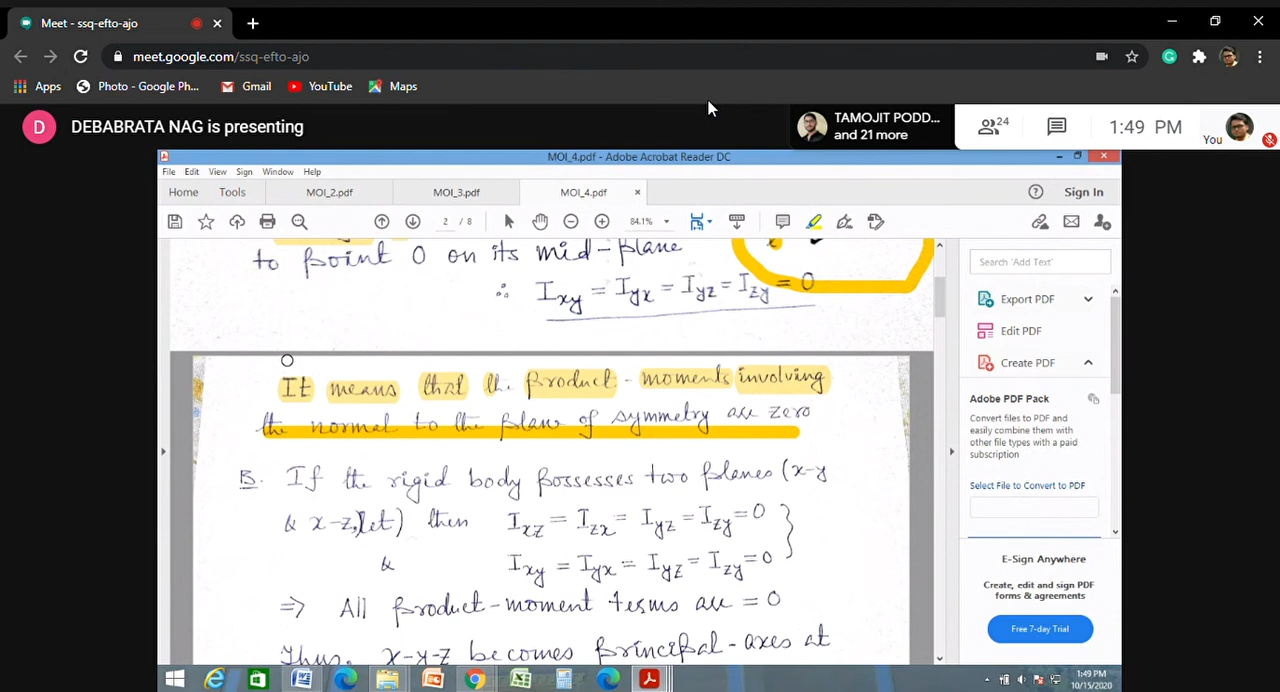 Meet - ssq-efto-ajo
meet.google.com/ssq-efto-ajo
Apps Photo - Google Ph... Gmail YouTube Maps
D DEBABRATA NAG is presenting
TAMOJIT PODD...
and 21 more
24
1:49 PM
You
MOI_4.pdf - Adobe Acrobat Reader DC
File Edit View Sign Window Help
Home Tools MOI_2.pdf MOI_3.pdf MOI_4.pdf Sign In
2 / 8 84.1%
to point O on its mid-plane
∴ Ixy = Iyx = Iyz = Izy = 0
It means that the product-moments involving
the normal to the plane of symmetry are zero
B. If the rigid body possesses two planes (x-y
& x-z, let) then Ixz = Izx = Iyz = Izy = 0
& Ixy = Iyx = Iyz = Izy = 0
⇒ All product-moment terms are = 0
Thus, x-y-z becomes principal-axes at
Search 'Add Text'
Export PDF
Edit PDF
Create PDF
Adobe PDF Pack
Convert files to PDF and
easily combine them with
other file types with a paid
subscription
Select File to Convert to PDF
E-Sign Anywhere
Create, edit and sign PDF
forms & agreements
Free 7-day Trial
1:49 PM
10/15/2020